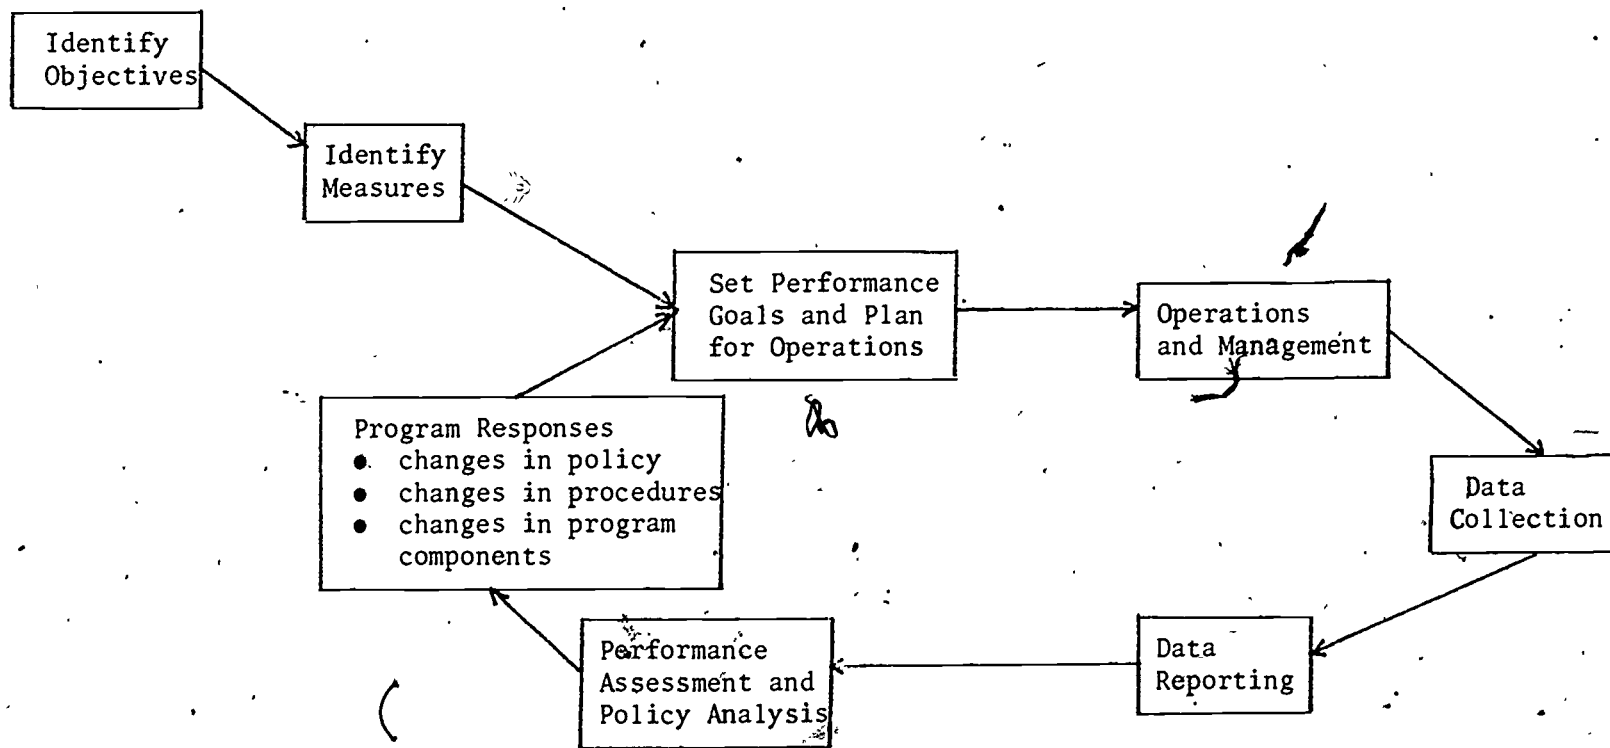 Identify
Objectives
Identify
Measures
Set Performance
Goals and Plan
for Operations
Operations
and Management
Data
Collection
Data
Reporting
Performance
Assessment and
Policy Analysis
Program Responses
● changes in policy
● changes in procedures
● changes in program
components